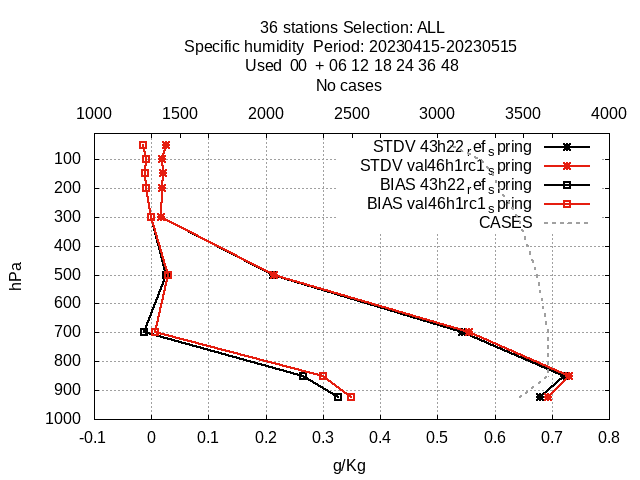 36 stations Selection: ALL
Specific humidity  Period: 20230415-20230515
Used  00  + 06 12 18 24 36 48
No cases
1000 1500 2000 2500 3000 3500 4000
STDV 43h22_ref_spring
STDV val46h1rc1_spring
BIAS 43h22_ref_spring
BIAS val46h1rc1_spring
CASES
hPa
100
200
300
400
500
600
700
800
900
1000
-0.1 0 0.1 0.2 0.3 0.4 0.5 0.6 0.7 0.8
g/Kg